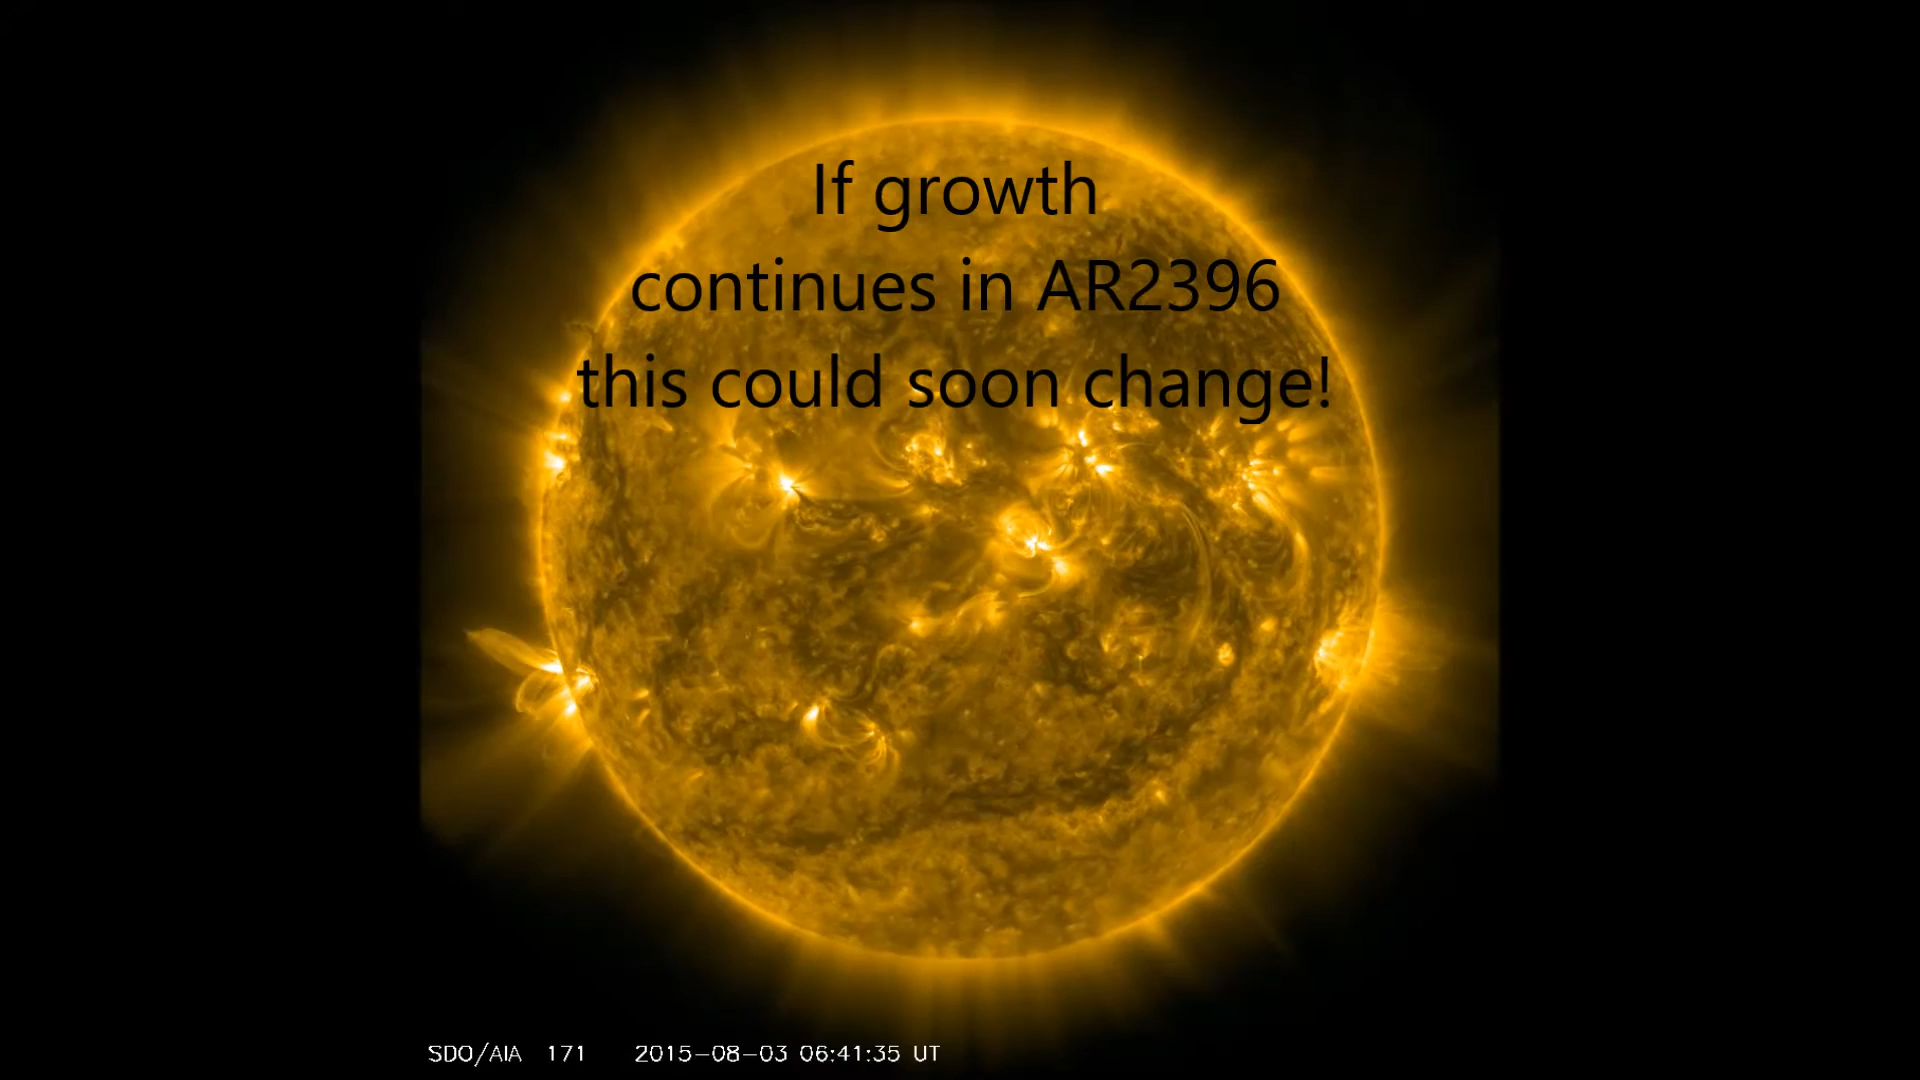 If growth
continues in AR2396
this could soon change!
SDO/AIA 171 2015-08-03 06:41:35 UT